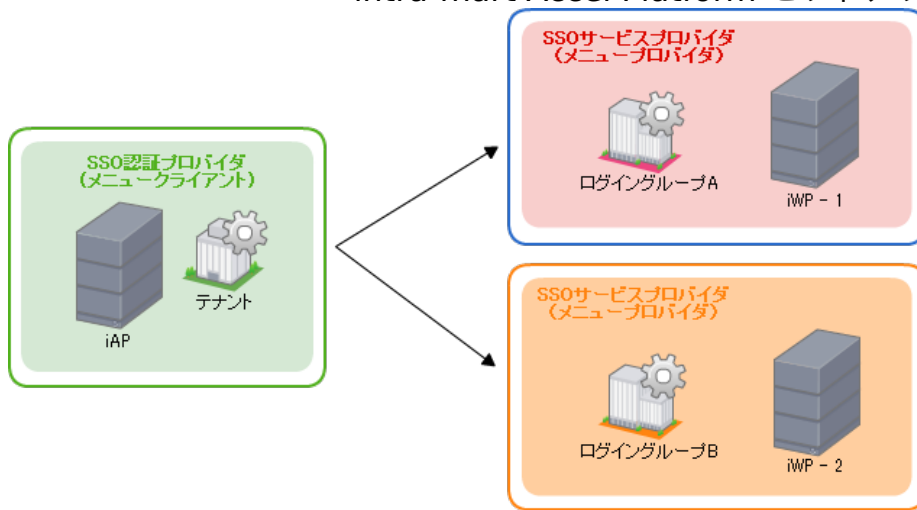 SSO認証プロバイダ
(メニュークライアント)
iAP
テナント
SSOサービスプロバイダ
(メニュープロバイダ)
ログイングループA
iWP - 1
SSOサービスプロバイダ
(メニュープロバイダ)
ログイングループB
iWP - 2